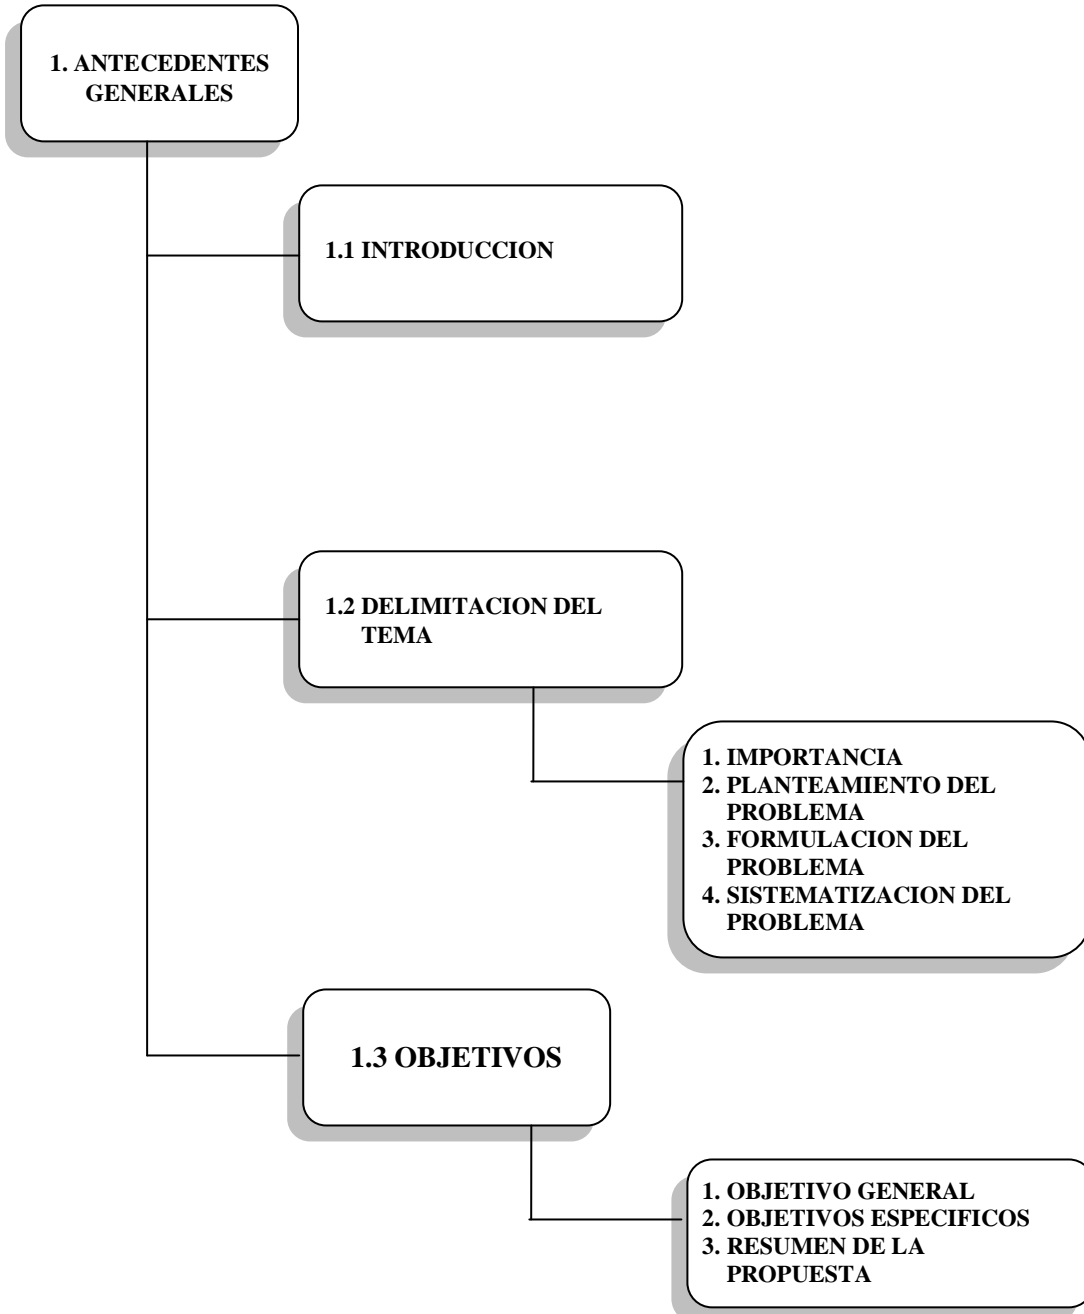 1. ANTECEDENTES
GENERALES
1.1 INTRODUCCION
1.2 DELIMITACION DEL
TEMA
1. IMPORTANCIA
2. PLANTEAMIENTO DEL
PROBLEMA
3. FORMULACION DEL
PROBLEMA
4. SISTEMATIZACION DEL
PROBLEMA
1.3 OBJETIVOS
1. OBJETIVO GENERAL
2. OBJETIVOS ESPECIFICOS
3. RESUMEN DE LA
PROPUESTA